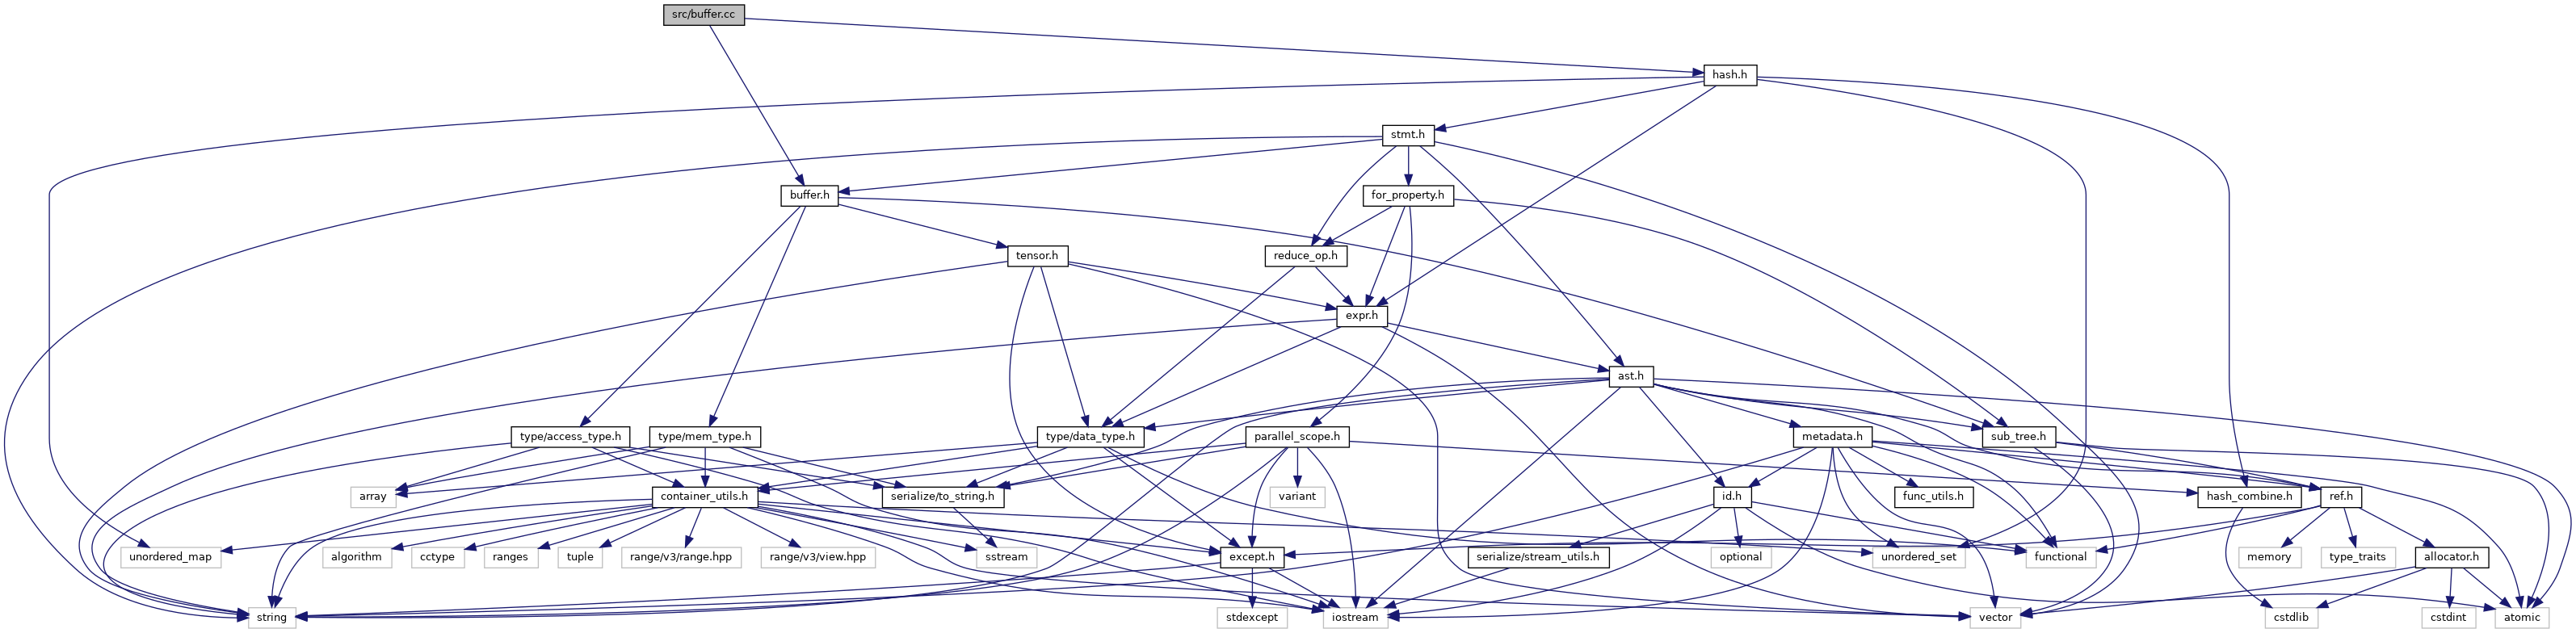 src/buffer.cc
hash.h
stmt.h
buffer.h
for_property.h
tensor.h
reduce_op.h
expr.h
ast.h
type/access_type.h
type/mem_type.h
type/data_type.h
parallel_scope.h
metadata.h
sub_tree.h
array
container_utils.h
serialize/to_string.h
variant
id.h
func_utils.h
hash_combine.h
ref.h
unordered_map
algorithm
cctype
ranges
tuple
range/v3/range.hpp
range/v3/view.hpp
sstream
except.h
serialize/stream_utils.h
optional
unordered_set
functional
memory
type_traits
allocator.h
string
stdexcept
iostream
vector
cstdlib
cstdint
atomic